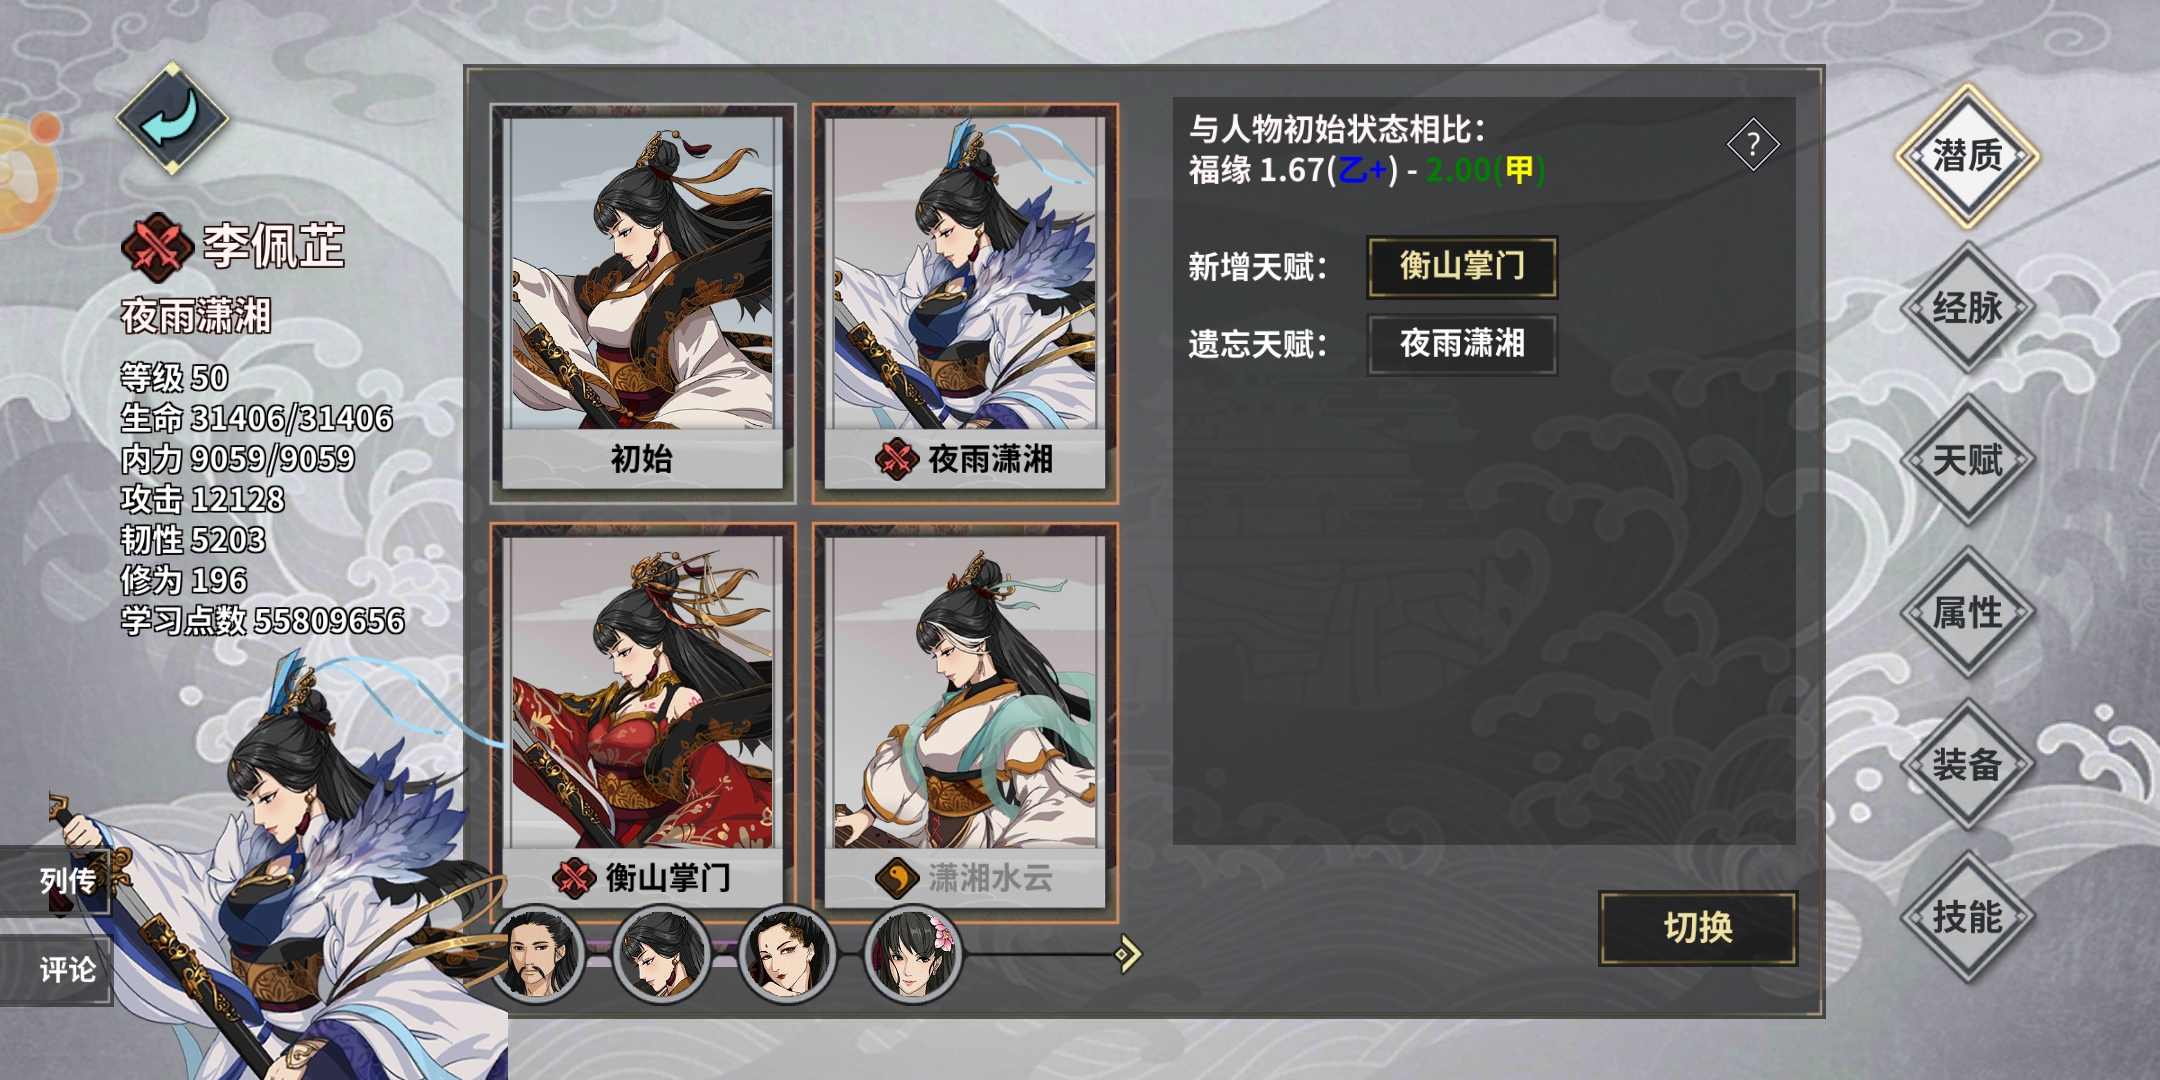 李佩芷
夜雨潇湘
等级 50
生命 31406/31406
内力 9059/9059
攻击 12128
韧性 5203
修为 196
学习点数 55809656
列传
评论
初始
夜雨潇湘
衡山掌门
潇湘水云
与人物初始状态相比：
福缘 1.67(乙+) - 2.00(甲)
?
新增天赋： 衡山掌门
遗忘天赋： 夜雨潇湘
切换
潜质
经脉
天赋
属性
装备
技能